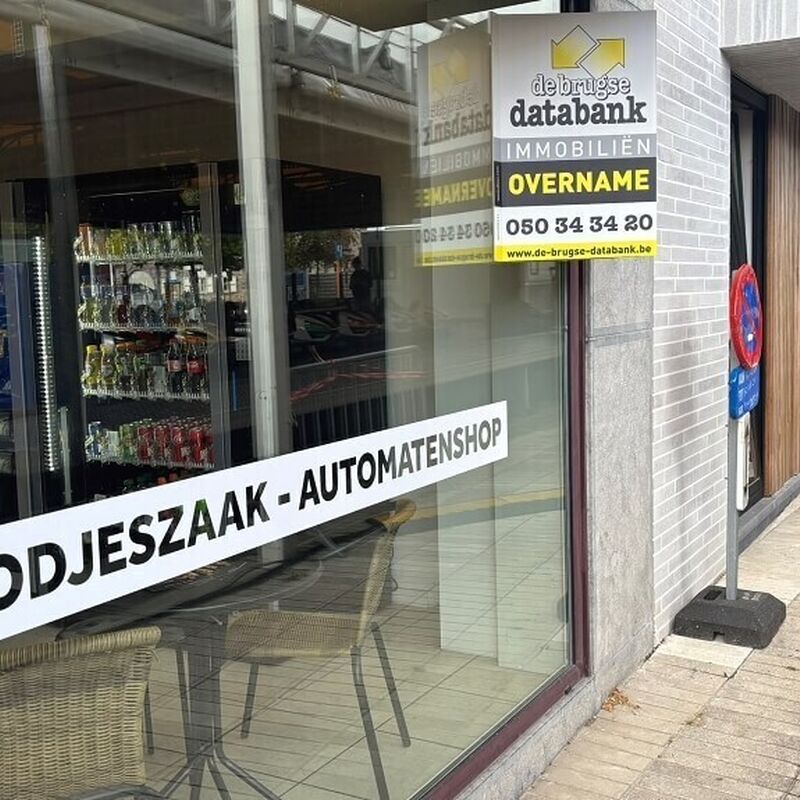 de brugse
databank
IMMOBILIËN
OVERNAME
050 34 34 20
www.de-brugse-databank.be
ODJESZAAK - AUTOMATENSHOP